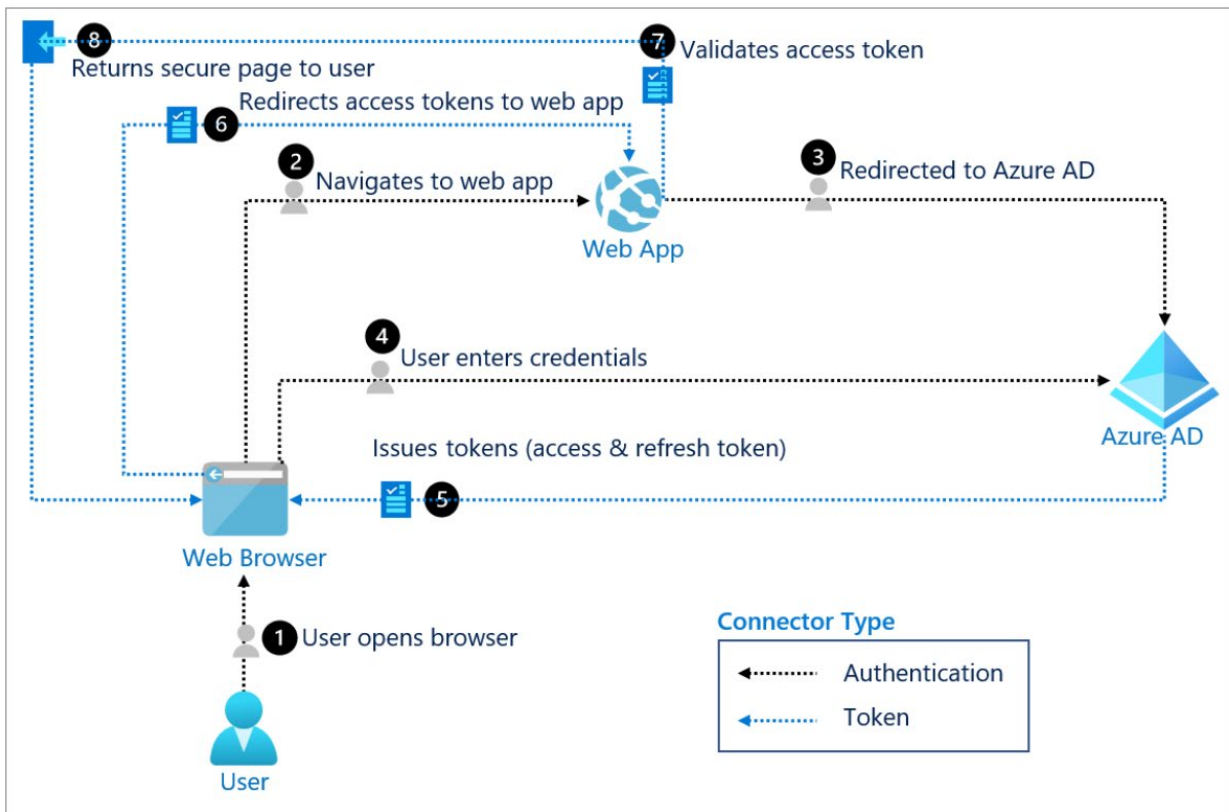 8
Returns secure page to user
7
Validates access token
6
Redirects access tokens to web app
2
Navigates to web app
3
Redirected to Azure AD
Web App
4
User enters credentials
Azure AD
Issues tokens (access & refresh token)
5
Web Browser
1
User opens browser
User
Connector Type
Authentication
Token